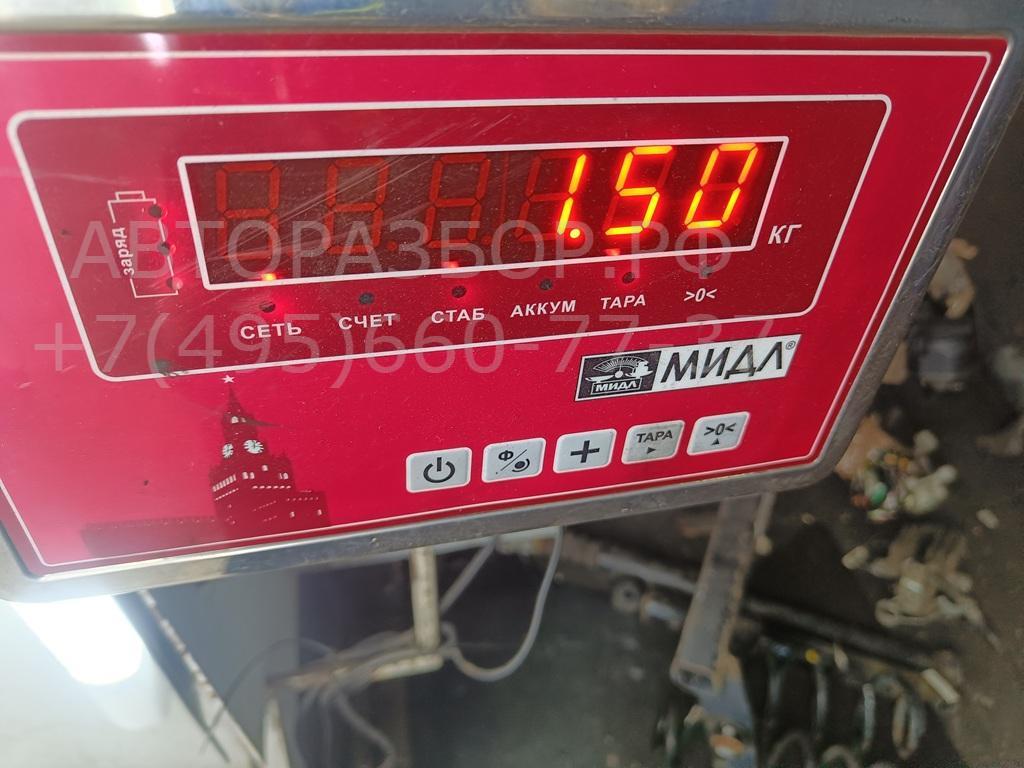 1.50
КГ
заряд
АВТОРАЗБОР.РФ
СЕТЬ СЧЕТ СТАБ АККУМ ТАРА >0<
+7(495)660-77-37
МИДЛ МИДЛ®
Ф/ + ТАРА >0<